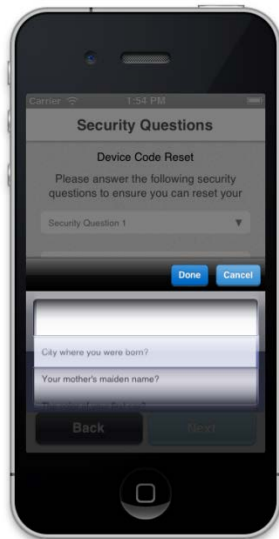 Carrier 1:54 PM
Security Questions
Device Code Reset
Please answer the following security
questions to ensure you can reset your
Security Question 1
Done Cancel
City where you were born?
Your mother's maiden name?
Back Next